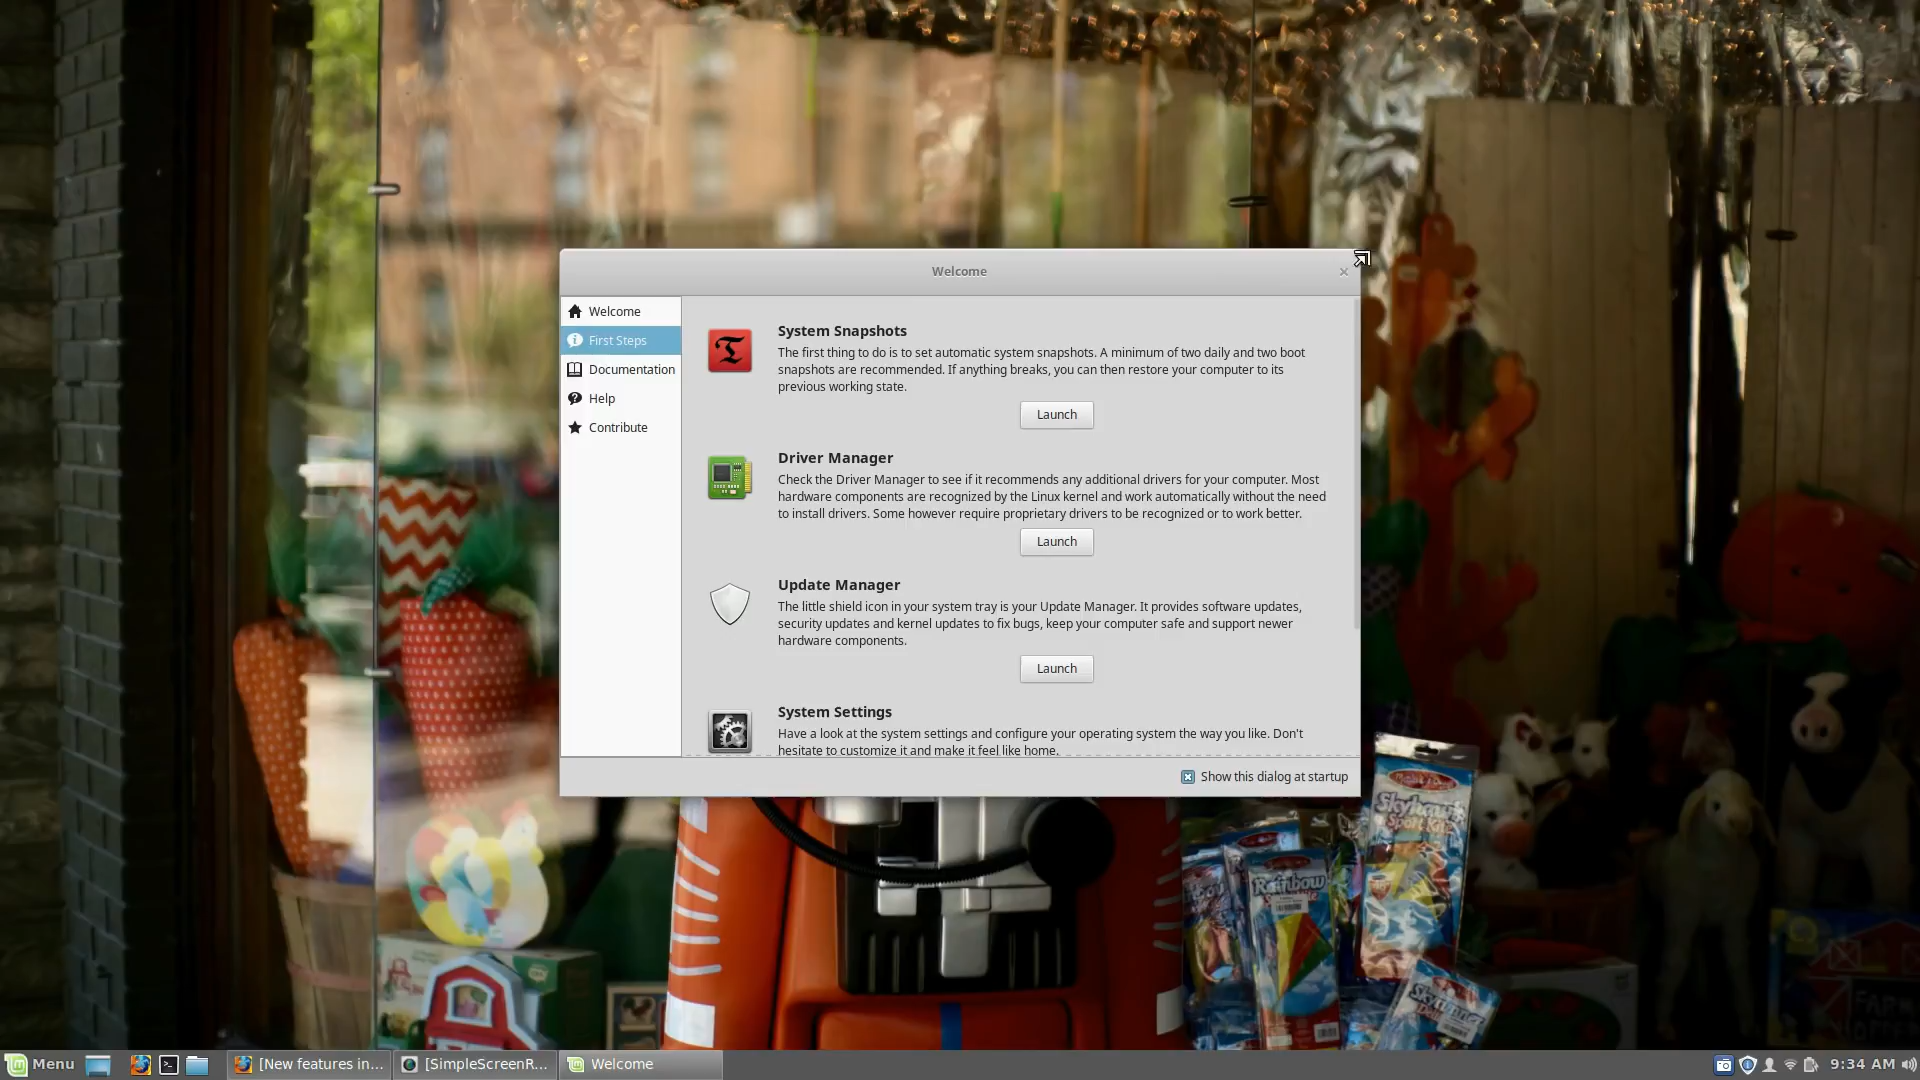 Welcome
Welcome
First Steps
Documentation
Help
Contribute
System Snapshots
The first thing to do is to set automatic system snapshots. A minimum of two daily and two boot
snapshots are recommended. If anything breaks, you can then restore your computer to its
previous working state.
Launch
Driver Manager
Check the Driver Manager to see if it recommends any additional drivers for your computer. Most
hardware components are recognized by the Linux kernel and work automatically without the need
to install drivers. Some however require proprietary drivers to be recognized or to work better.
Launch
Update Manager
The little shield icon in your system tray is your Update Manager. It provides software updates,
security updates and kernel updates to fix bugs, keep your computer safe and support newer
hardware components.
Launch
System Settings
Have a look at the system settings and configure your operating system the way you like. Don't
hesitate to customize it and make it feel like home.
Show this dialog at startup
Rainbow
FARM
Menu
[New features in...
[SimpleScreenR...
Welcome
9:34 AM